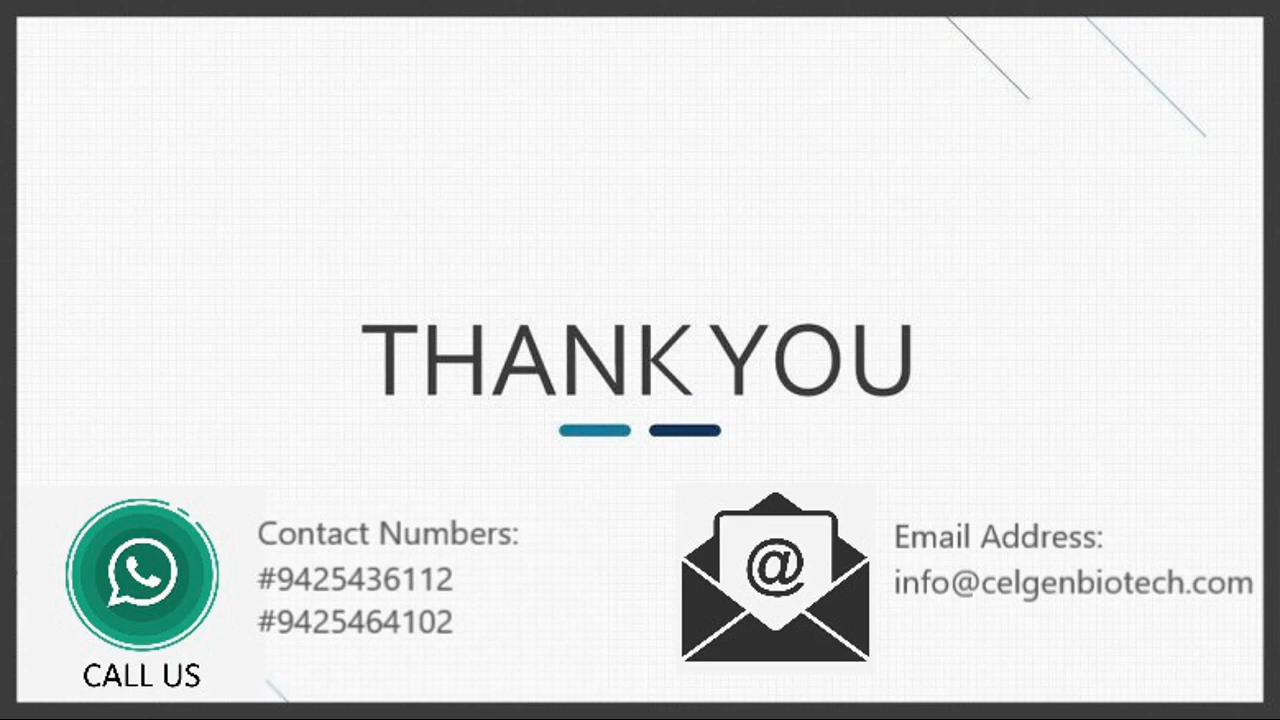 THANK YOU
CALL US
Contact Numbers:
#9425436112
#9425464102
@
Email Address:
info@celgenbiotech.com